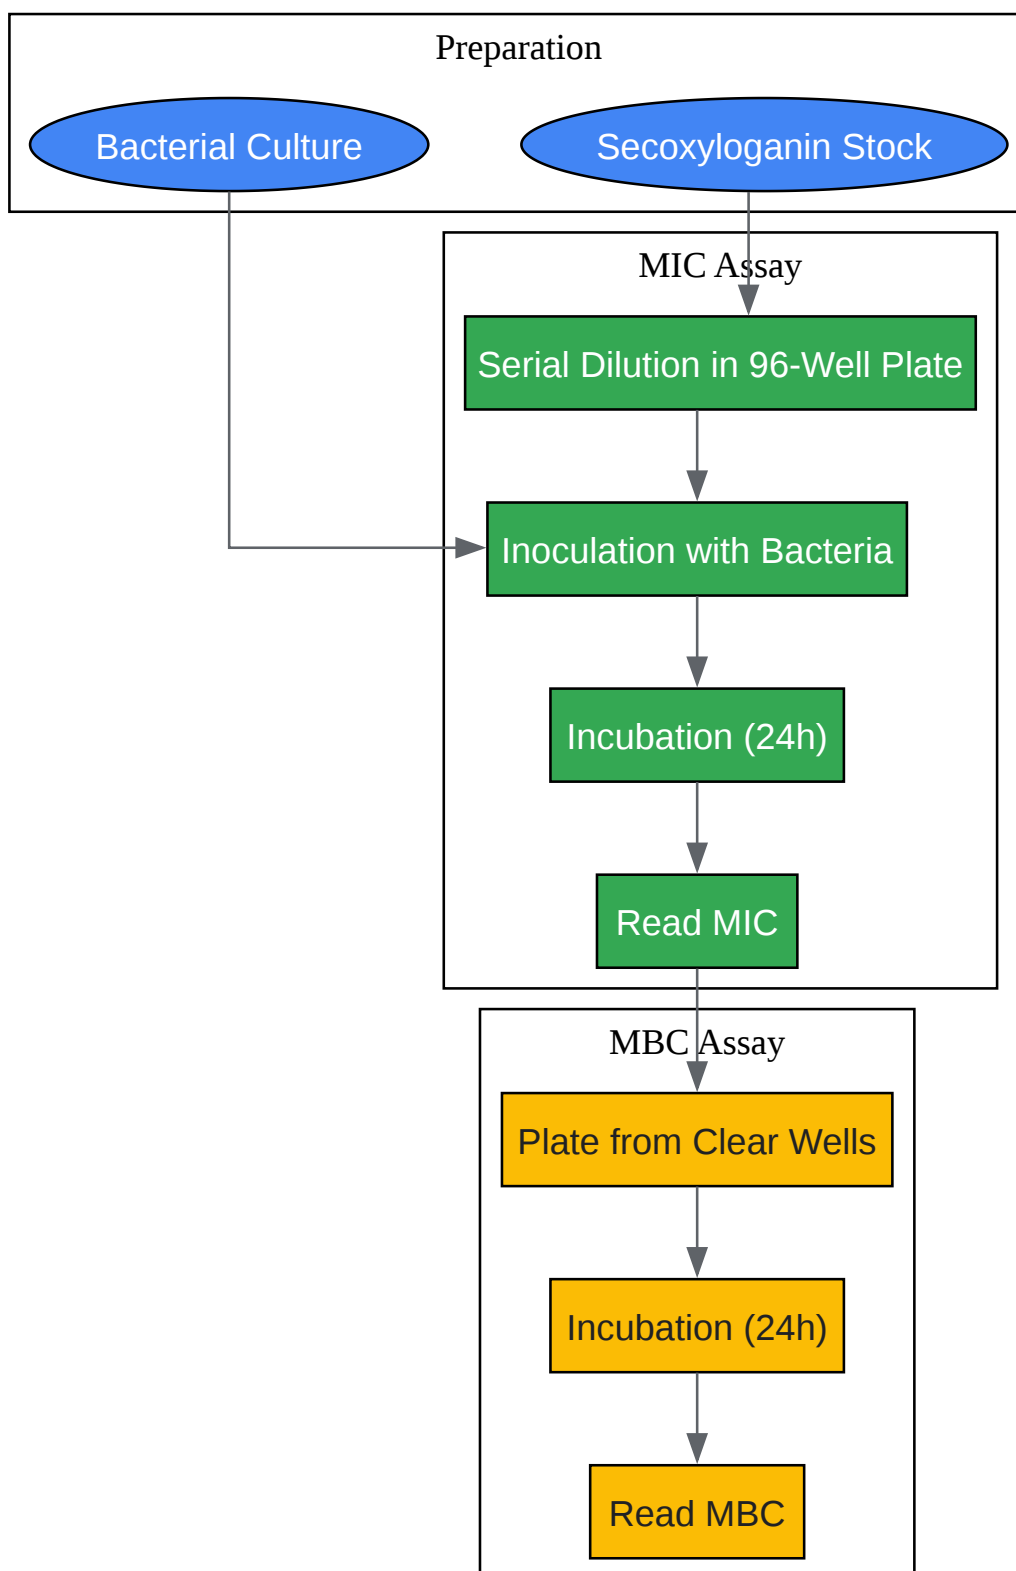 Preparation
Bacterial Culture
Secoxyloganin Stock
MIC Assay
Serial Dilution in 96-Well Plate
Inoculation with Bacteria
Incubation (24h)
Read MIC
MBC Assay
Plate from Clear Wells
Incubation (24h)
Read MBC